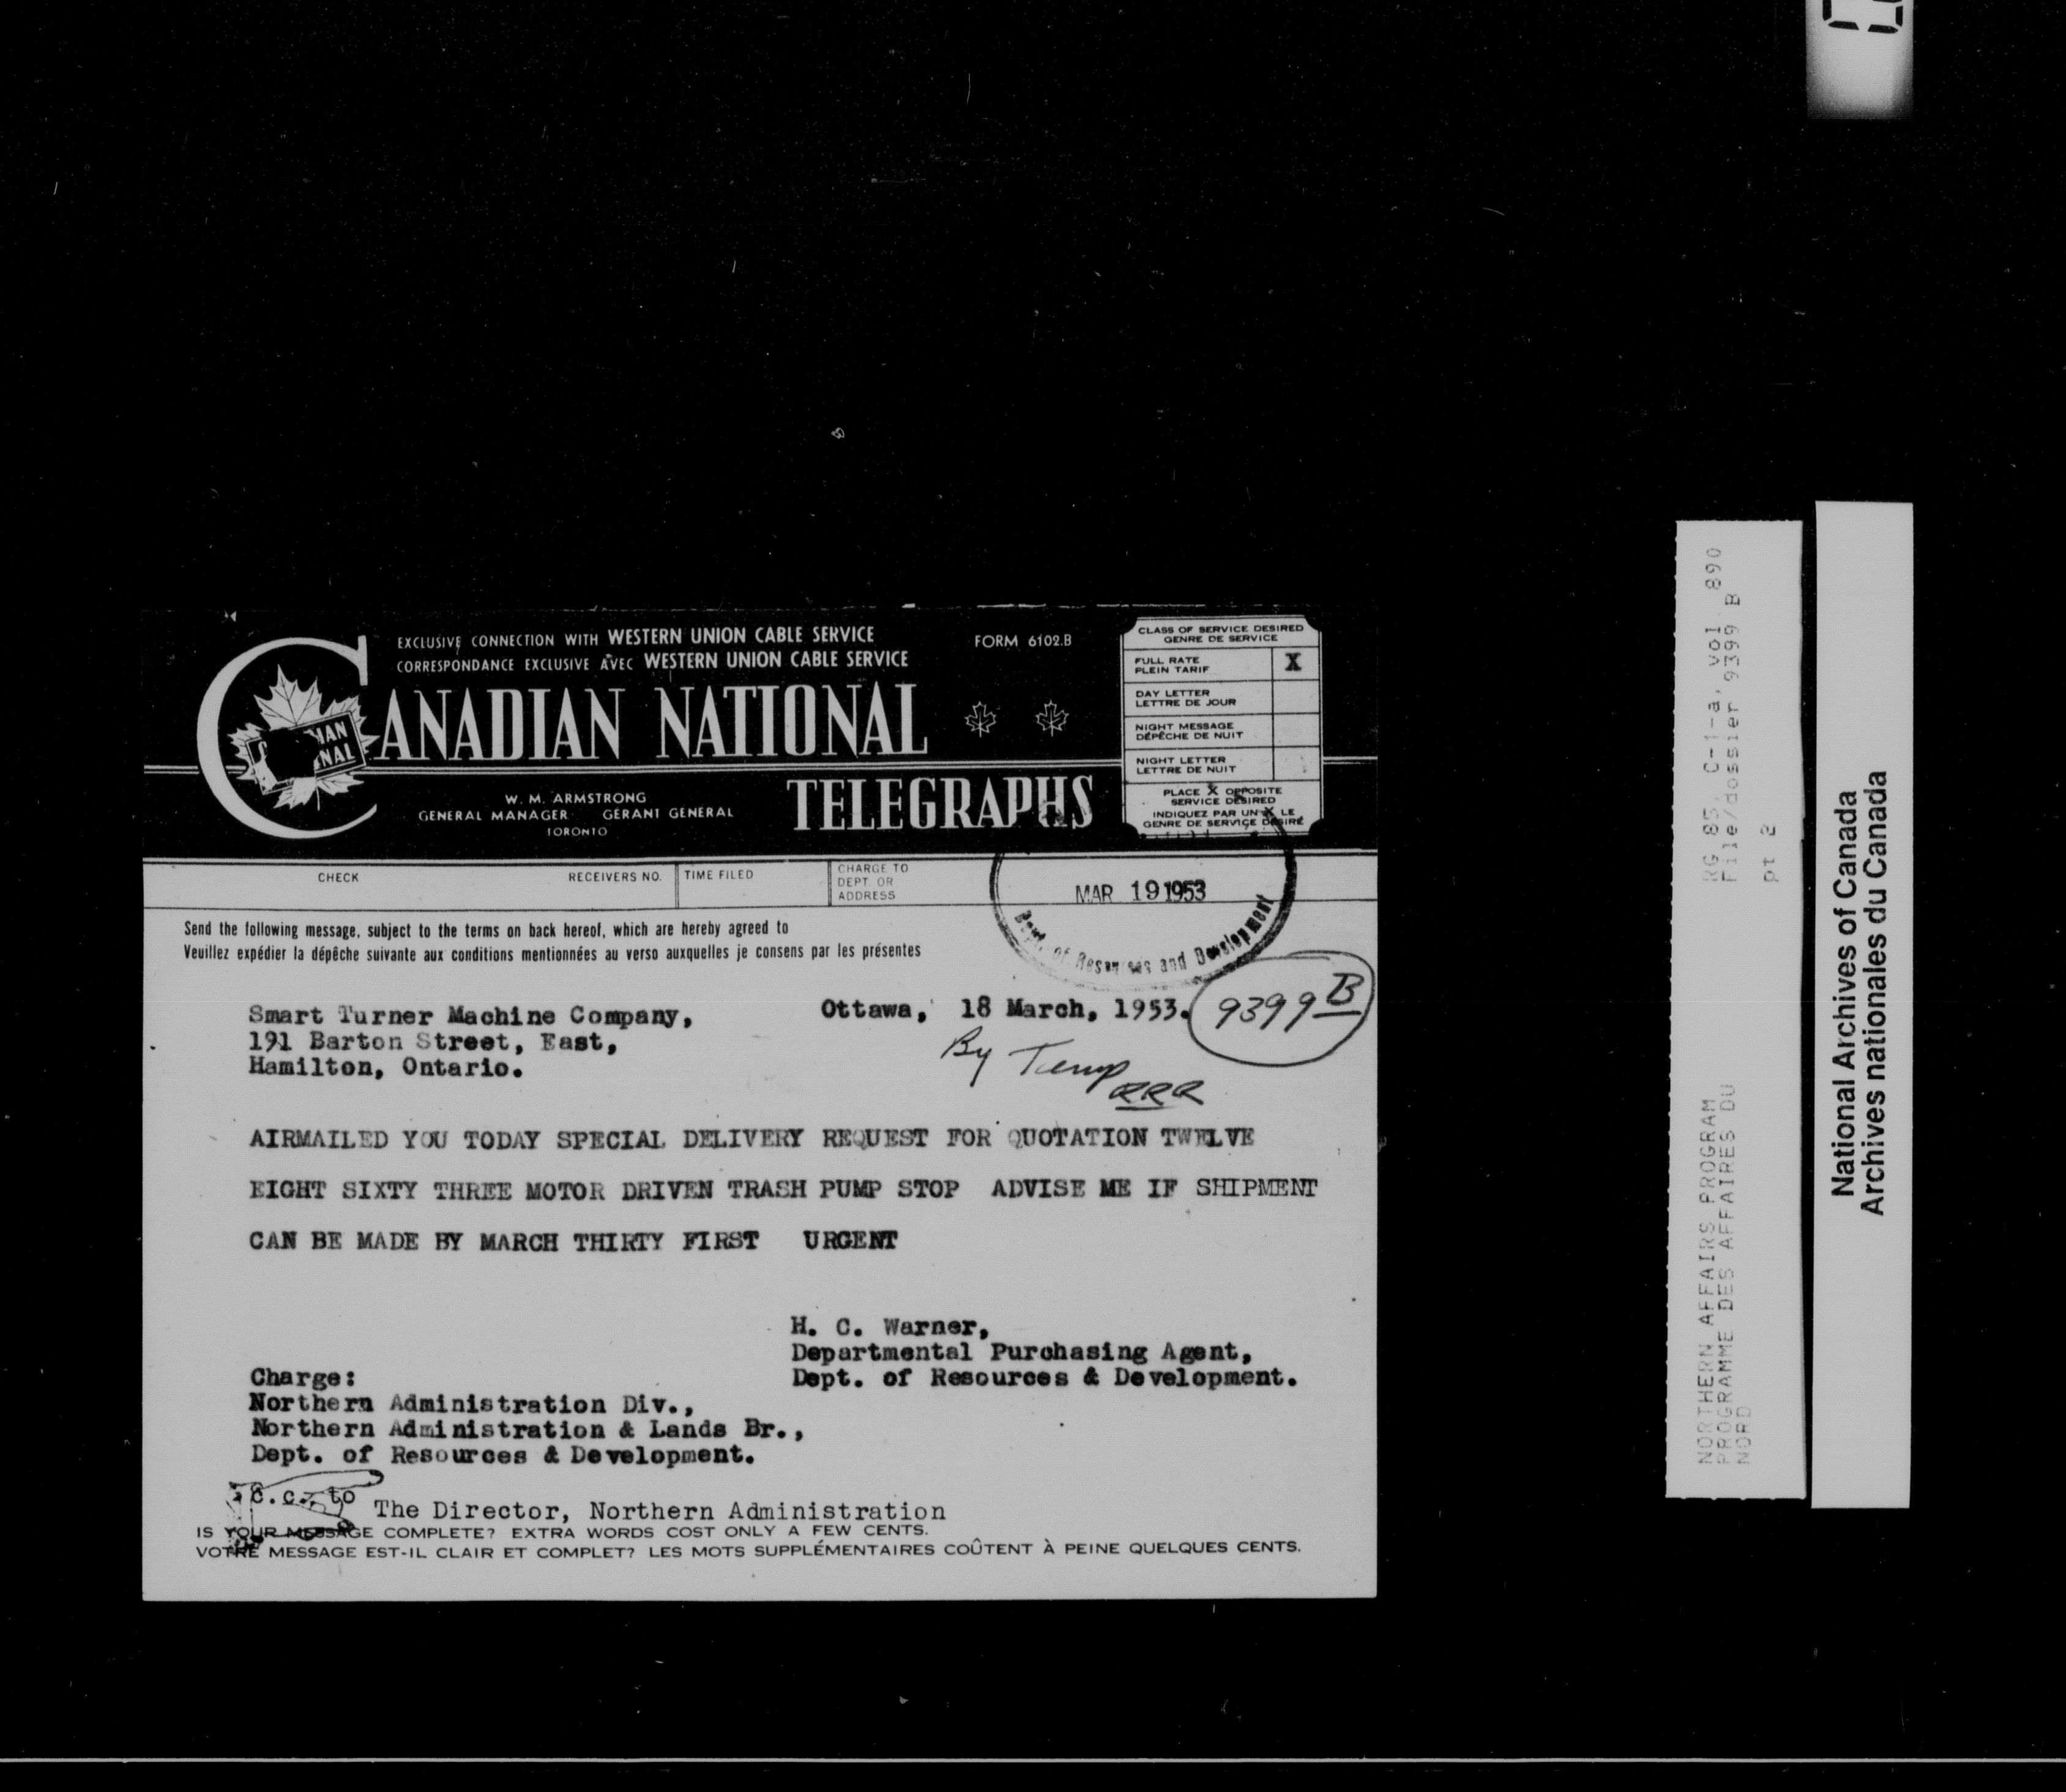 EXCLUSIVE CONNECTION WITH WESTERN UNION CABLE SERVICE
CORRESPONDANCE EXCLUSIVE AVEC WESTERN UNION CABLE SERVICE
FORM 6102.B
CANADIAN NATIONAL
TELEGRAPHS
W. M. ARMSTRONG
GENERAL MANAGER GÉRANT GENERAL
TORONTO
CLASS OF SERVICE DESIRED
GENRE DE SERVICE
FULL RATE
PLEIN TARIF
X
DAY LETTER
LETTRE DE JOUR
NIGHT MESSAGE
DÉPÊCHE DE NUIT
NIGHT LETTER
LETTRE DE NUIT
PLACE X OPPOSITE
SERVICE DESIRED
INDIQUEZ PAR UN X LE
GENRE DE SERVICE DÉSIRÉ
CHECK
RECEIVERS NO.
TIME FILED
CHARGE TO
DEPT. OR
ADDRESS
MAR 19 1953
Dept. of Resources and Development
Send the following message, subject to the terms on back hereof, which are hereby agreed to
Veuillez expédier la dépêche suivante aux conditions mentionnées au verso auxquelles je consens par les présentes
Smart Turner Machine Company,
191 Barton Street, East,
Hamilton, Ontario.
Ottawa, 18 March, 1953.
9399 B
By Temp
RRR
AIRMAILED YOU TODAY SPECIAL DELIVERY REQUEST FOR QUOTATION TWELVE
EIGHT SIXTY THREE MOTOR DRIVEN TRASH PUMP STOP ADVISE ME IF SHIPMENT
CAN BE MADE BY MARCH THIRTY FIRST URGENT
H. C. Warner,
Departmental Purchasing Agent,
Dept. of Resources & Development.
Charge:
Northern Administration Div.,
Northern Administration & Lands Br.,
Dept. of Resources & Development.
C.c. to
The Director, Northern Administration
IS YOUR MESSAGE COMPLETE? EXTRA WORDS COST ONLY A FEW CENTS.
VOTRE MESSAGE EST-IL CLAIR ET COMPLET? LES MOTS SUPPLÉMENTAIRES COÛTENT À PEINE QUELQUES CENTS.
RG 85, C-1-a, vol. 890
File/dossier 9399 B
pt 2
NORTHERN AFFAIRS PROGRAM
PROGRAMME DES AFFAIRES DU
NORD
National Archives of Canada
Archives nationales du Canada